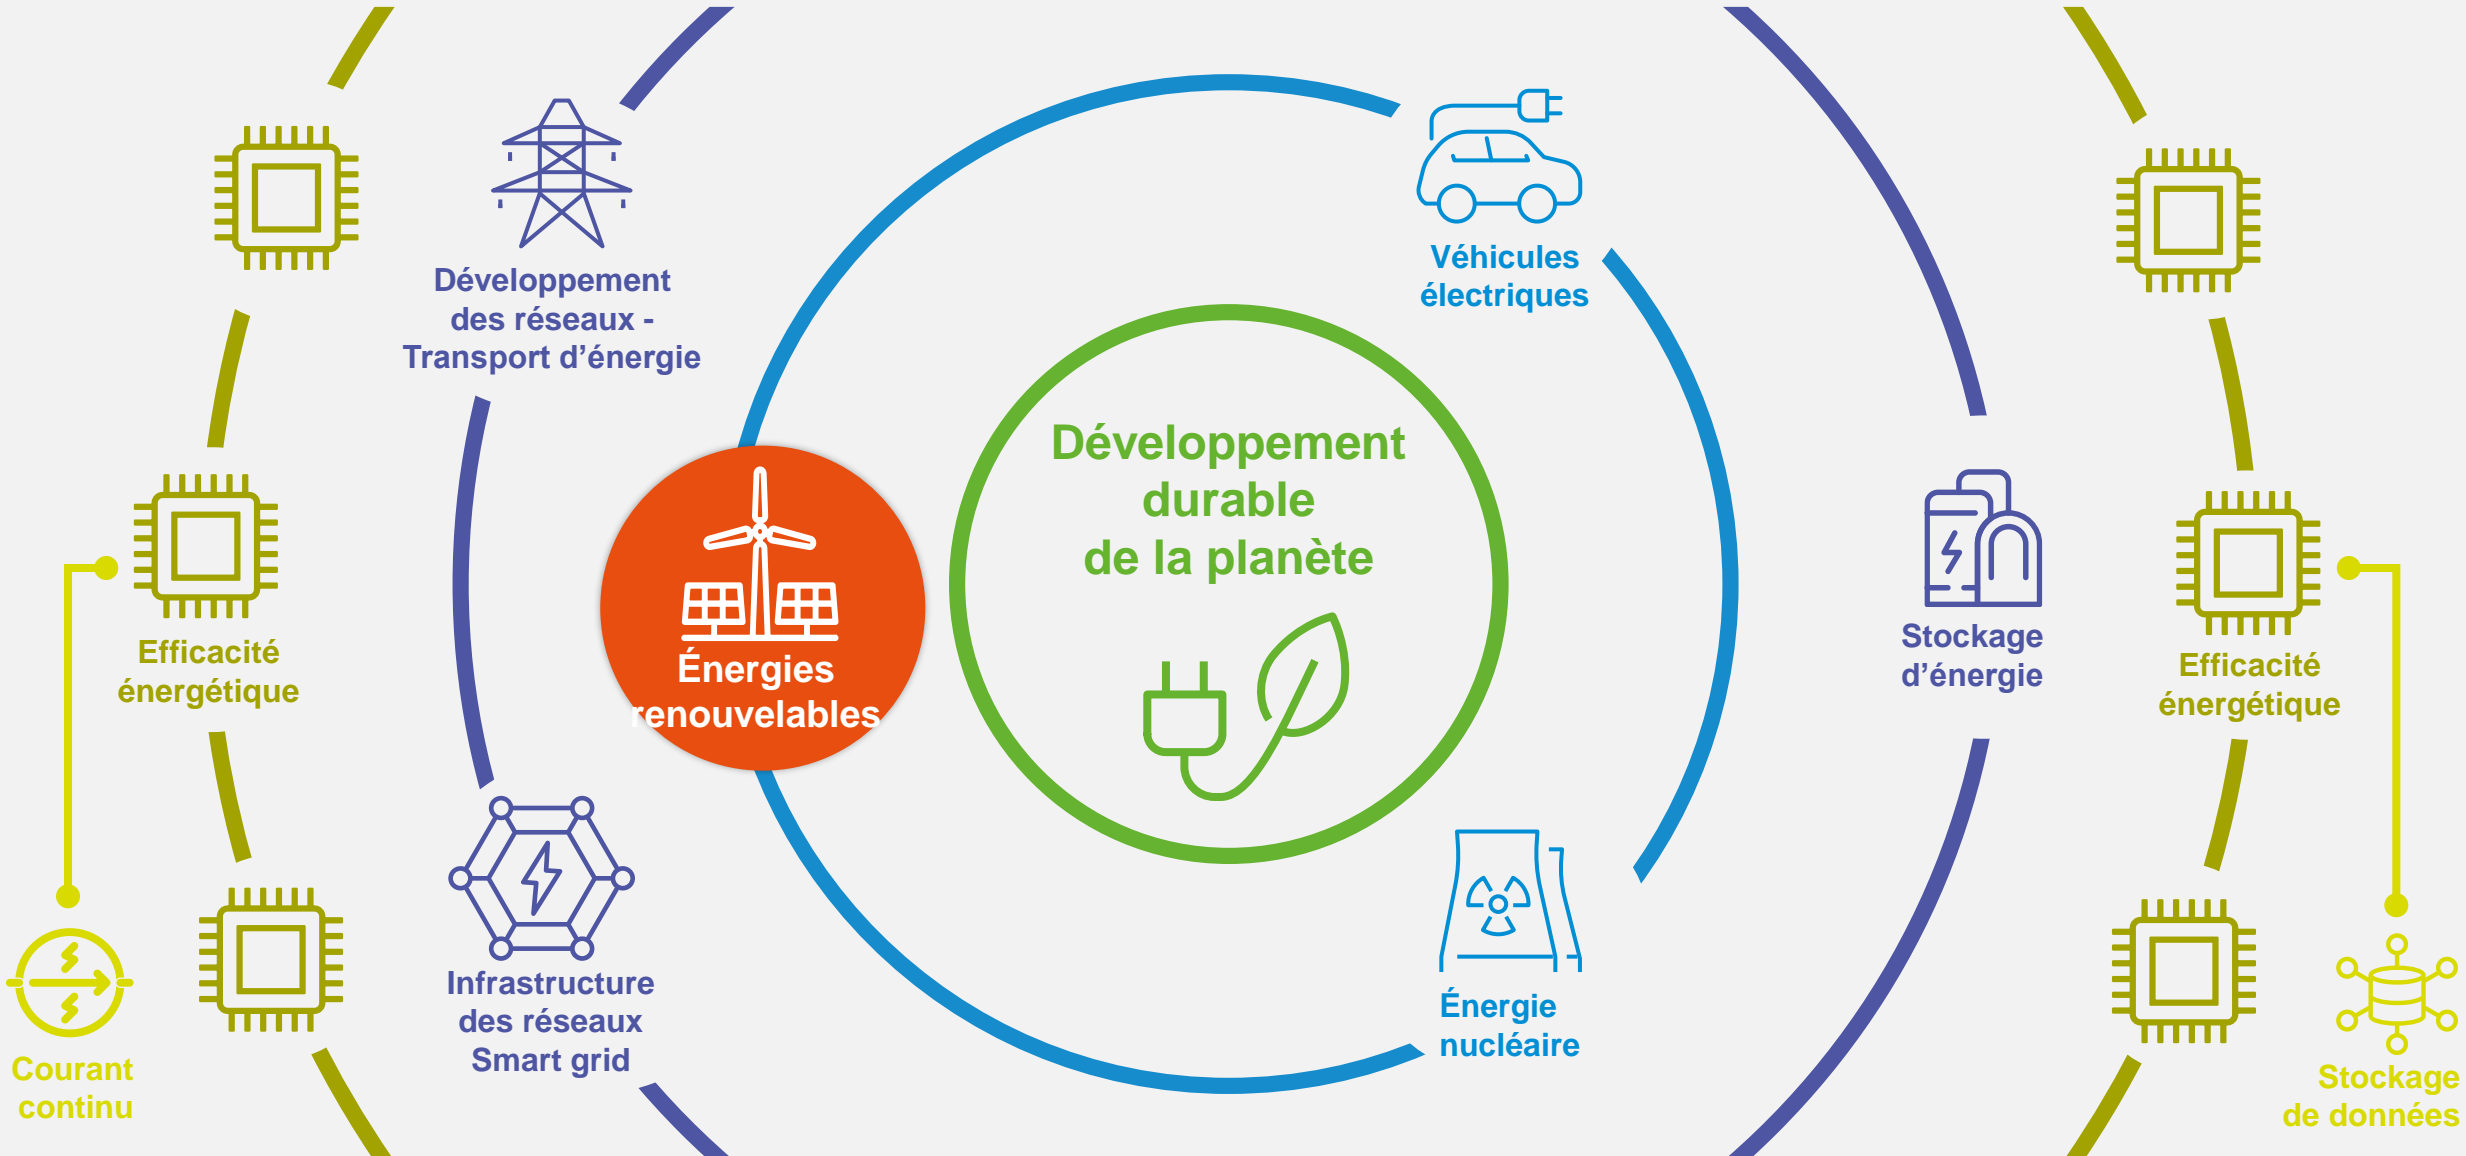 Développement
des réseaux -
Transport d’énergie
Véhicules
électriques
Développement
durable
de la planète
Énergies
renouvelables
Stockage
d’énergie
Efficacité
énergétique
Efficacité
énergétique
Infrastructure
des réseaux
Smart grid
Énergie
nucléaire
Courant
continu
Stockage
de données